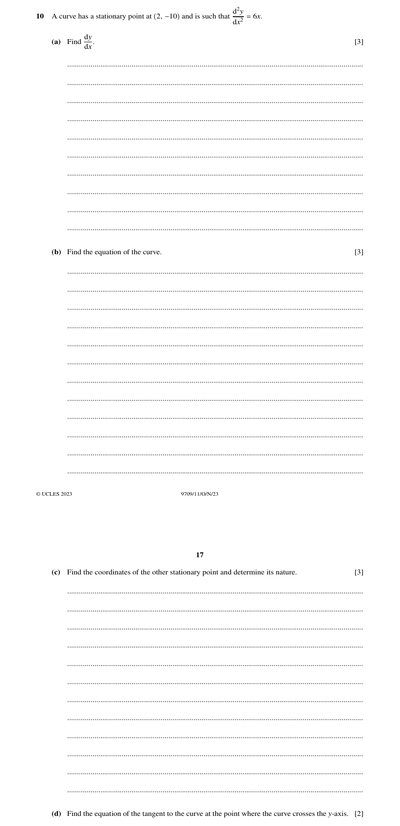 10 A curve has a stationary point at (2, −10) and is such that d²y/dx² = 6x.
(a) Find dy/dx. [3]
(b) Find the equation of the curve. [3]
© UCLES 2023 9709/11/O/N/23
17
(c) Find the coordinates of the other stationary point and determine its nature. [3]
(d) Find the equation of the tangent to the curve at the point where the curve crosses the y-axis. [2]